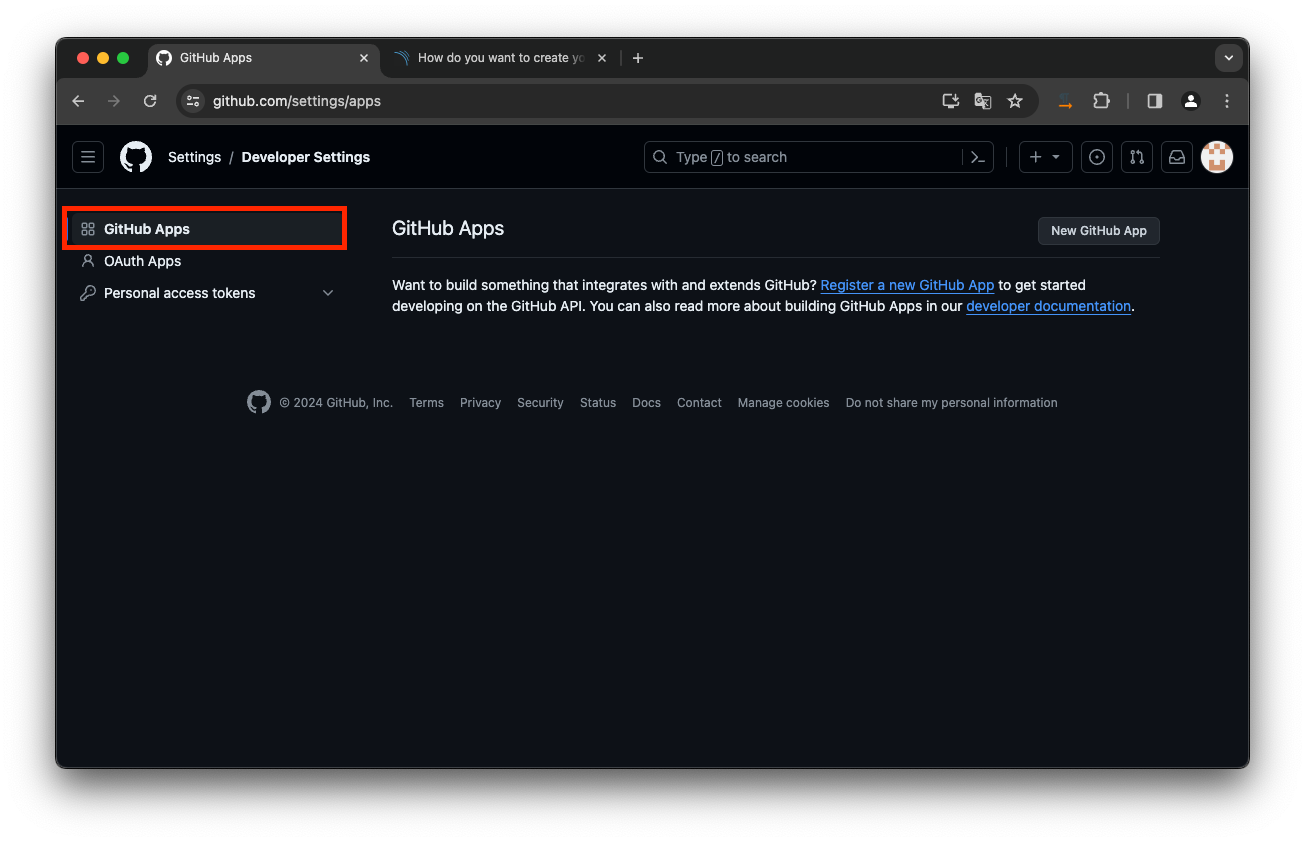 GitHub Apps
How do you want to create yo
github.com/settings/apps
Settings / Developer Settings
Type / to search
GitHub Apps
OAuth Apps
Personal access tokens
GitHub Apps
New GitHub App
Want to build something that integrates with and extends GitHub? Register a new GitHub App to get started
developing on the GitHub API. You can also read more about building GitHub Apps in our developer documentation.
© 2024 GitHub, Inc. Terms Privacy Security Status Docs Contact Manage cookies Do not share my personal information